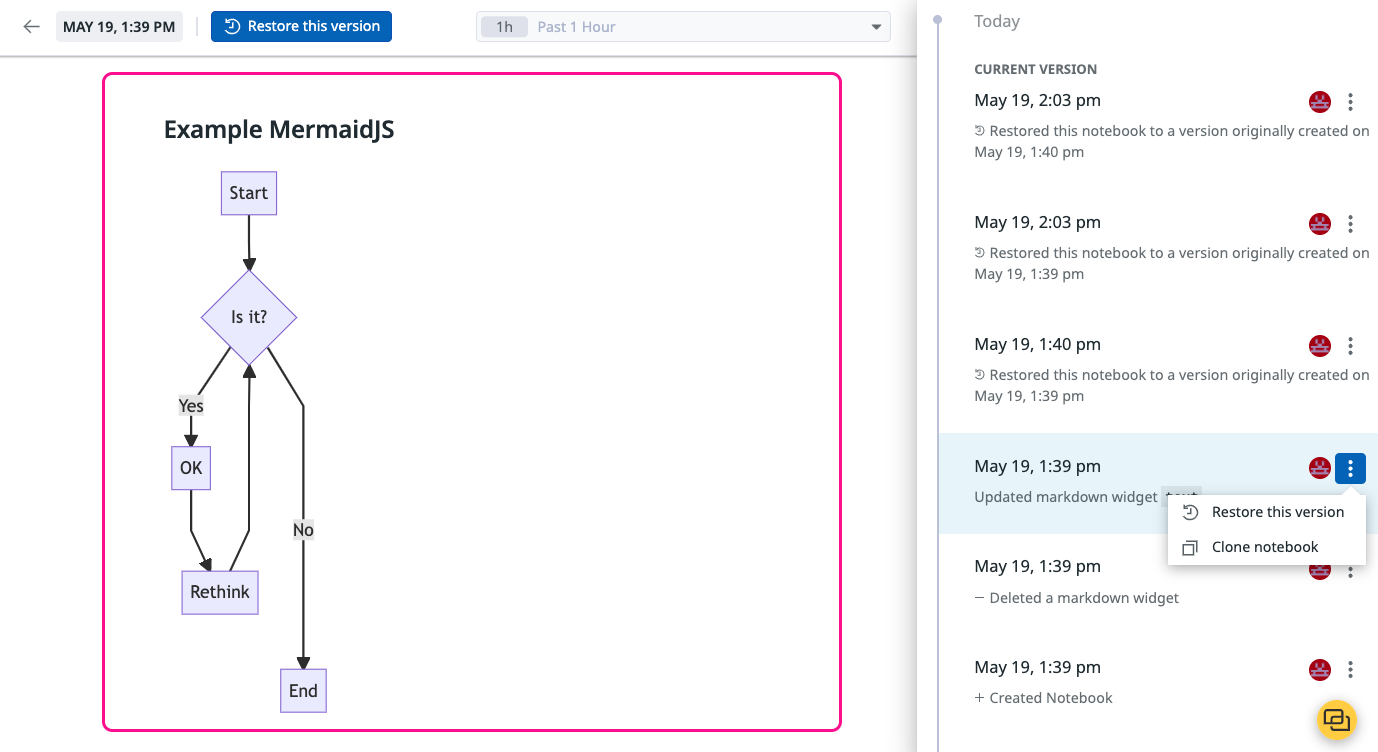 MAY 19, 1:39 PM
Restore this version
1h Past 1 Hour
Example MermaidJS
Start
Is it?
Yes
OK
No
Rethink
End
Today
CURRENT VERSION
May 19, 2:03 pm
Restored this notebook to a version originally created on
May 19, 1:40 pm
May 19, 2:03 pm
Restored this notebook to a version originally created on
May 19, 1:39 pm
May 19, 1:40 pm
Restored this notebook to a version originally created on
May 19, 1:39 pm
May 19, 1:39 pm
Updated markdown widget
Restore this version
Clone notebook
May 19, 1:39 pm
Deleted a markdown widget
May 19, 1:39 pm
+ Created Notebook